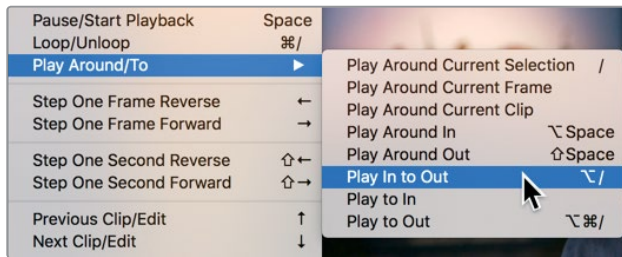 Pause/Start Playback Space
Loop/Unloop ⌘/
Play Around/To ▶
Step One Frame Reverse ←
Step One Frame Forward →
Step One Second Reverse ⇧←
Step One Second Forward ⇧→
Previous Clip/Edit ↑
Next Clip/Edit ↓
Play Around Current Selection /
Play Around Current Frame
Play Around Current Clip
Play Around In ⌥Space
Play Around Out ⇧Space
Play In to Out ⌥/
Play to In
Play to Out ⌥⌘/